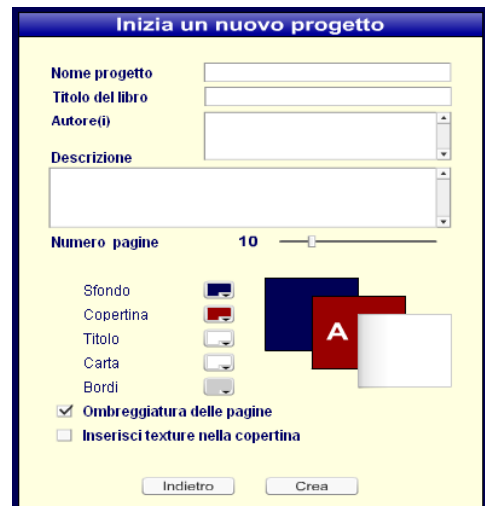 Inizia un nuovo progetto
Nome progetto
Titolo del libro
Autore(i)
Descrizione
Numero pagine 10
Sfondo
Copertina
A
Titolo
Carta
Bordi
Ombreggiatura delle pagine
Inserisci texture nella copertina
Indietro Crea